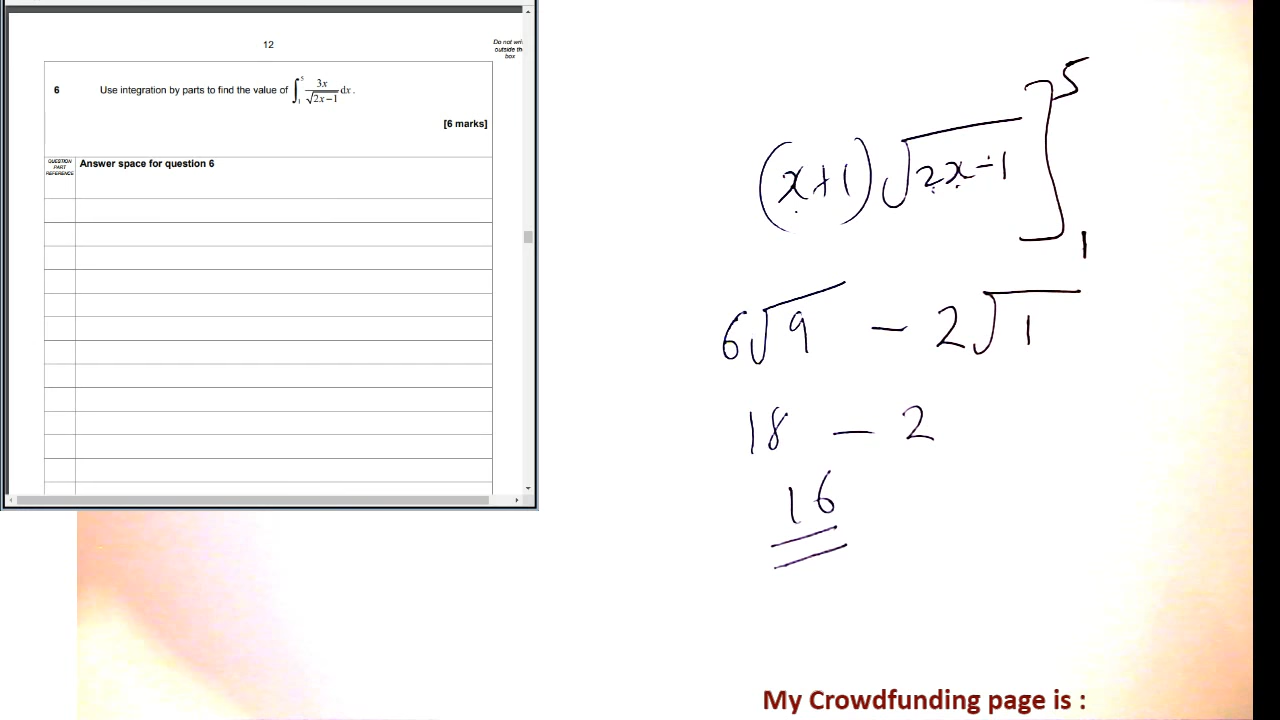 12
Do not wri
outside th
box
6 Use integration by parts to find the value of ∫₁⁵ 3x/√(2x−1) dx .
[6 marks]
QUESTION
PART
REFERENCE
Answer space for question 6
(x+1)√(2x−1) ]₁⁵
6√9 − 2√1
18 − 2
16
My Crowdfunding page is :